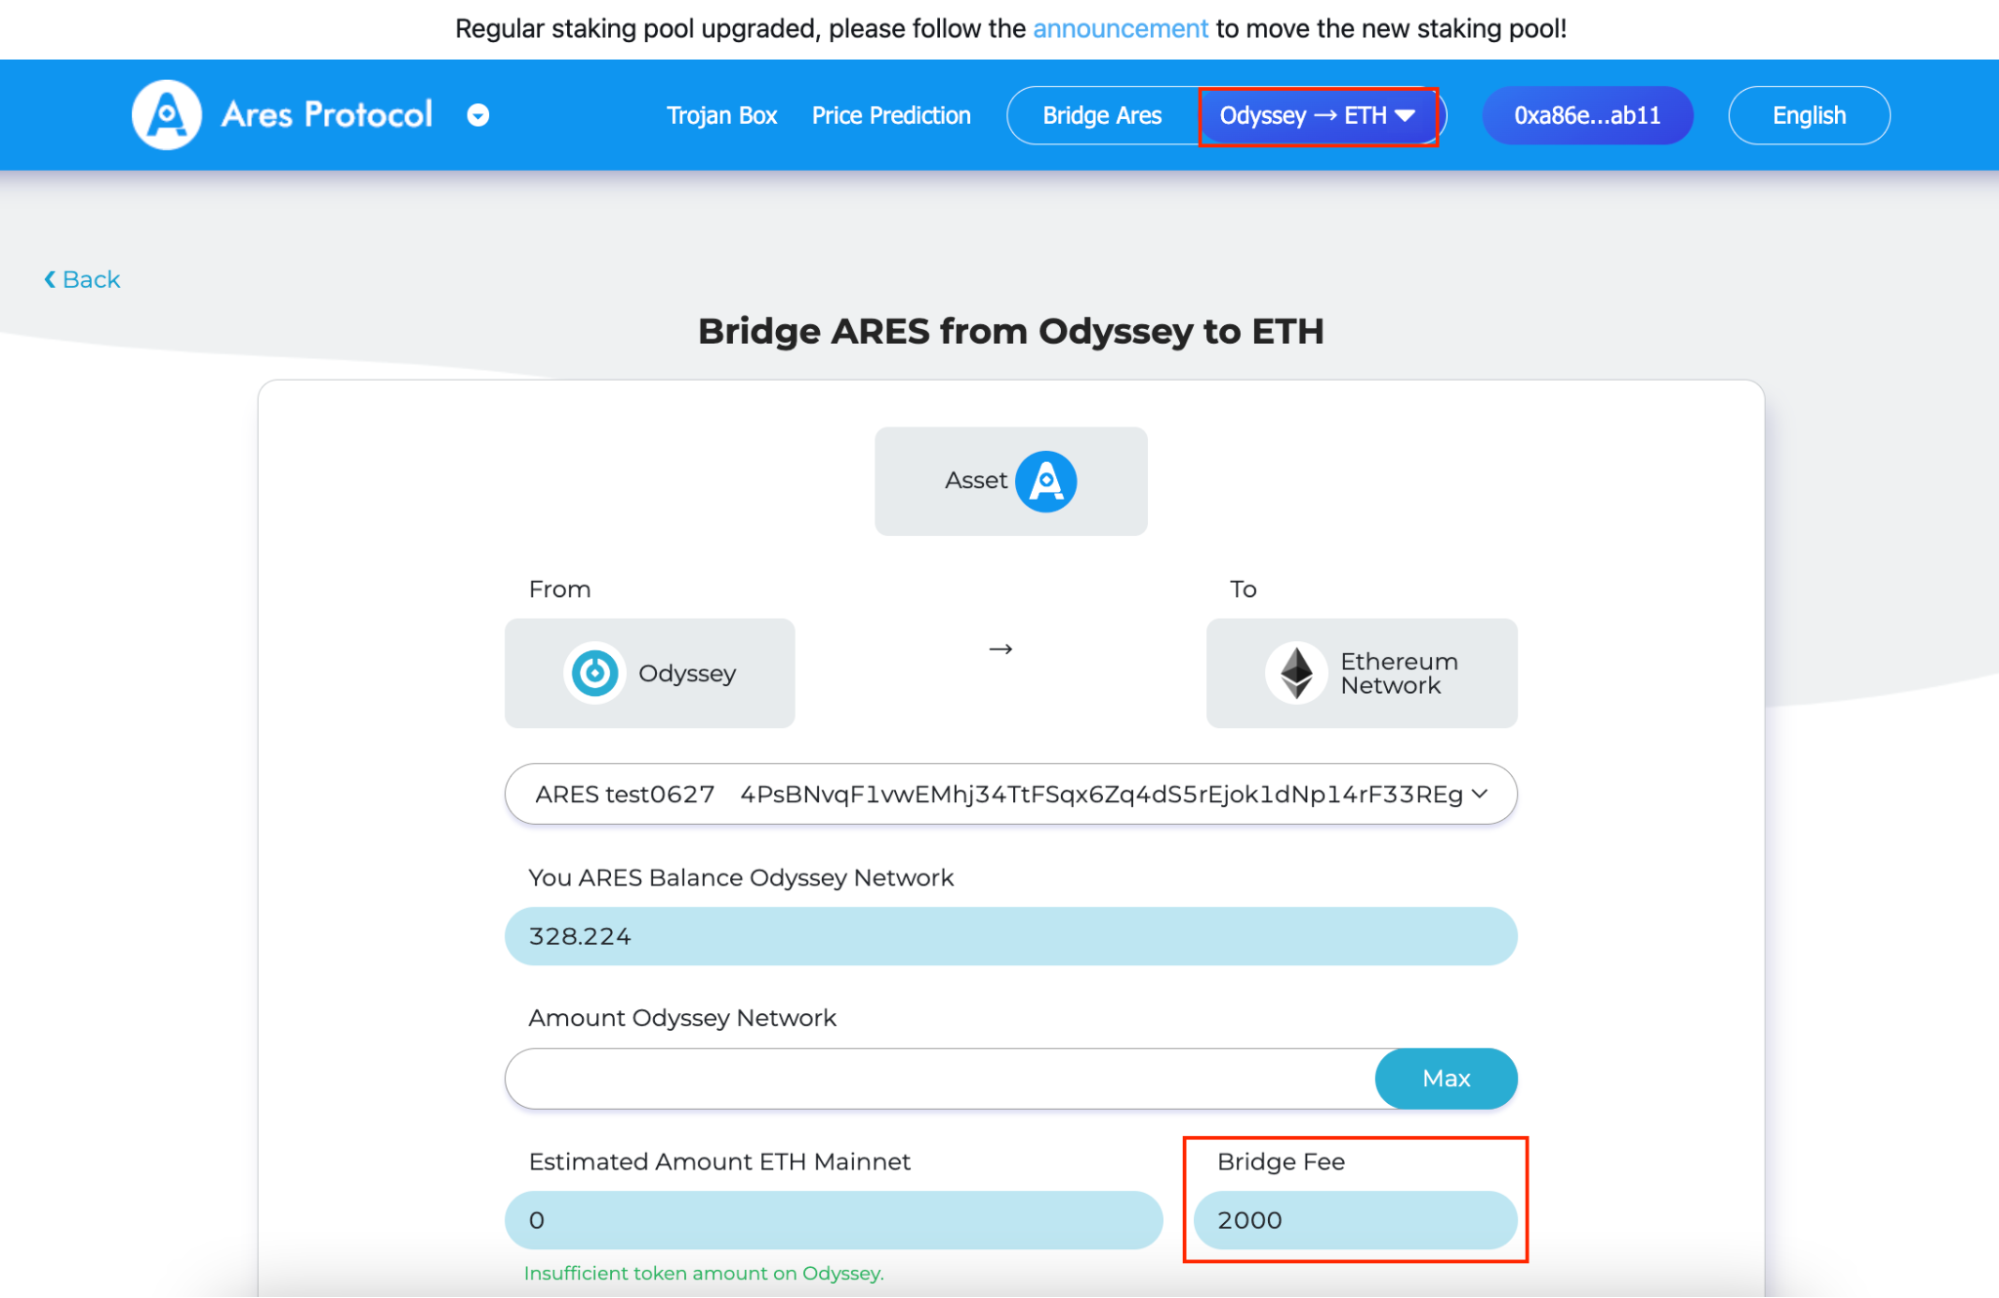 Regular staking pool upgraded, please follow the announcement to move the new staking pool!
Ares Protocol Trojan Box Price Prediction Bridge Ares Odyssey → ETH 0xa86e...ab11 English
Back
Bridge ARES from Odyssey to ETH
Asset
From To
Odyssey → Ethereum
Network
ARES test0627 4PsBNvqF1vwEMhj34TtFSqx6Zq4dS5rEjok1dNp14rF33REg
You ARES Balance Odyssey Network
328.224
Amount Odyssey Network
Max
Estimated Amount ETH Mainnet Bridge Fee
0 2000
Insufficient token amount on Odyssey.